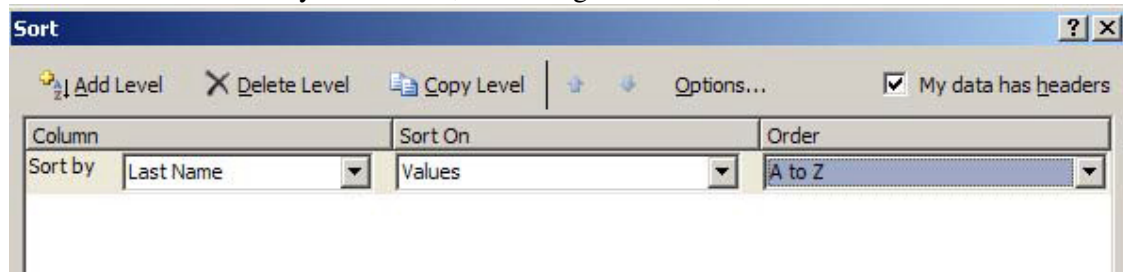 Sort
Add Level Delete Level Copy Level Options... My data has headers
Column Sort On Order
Sort by Last Name Values A to Z